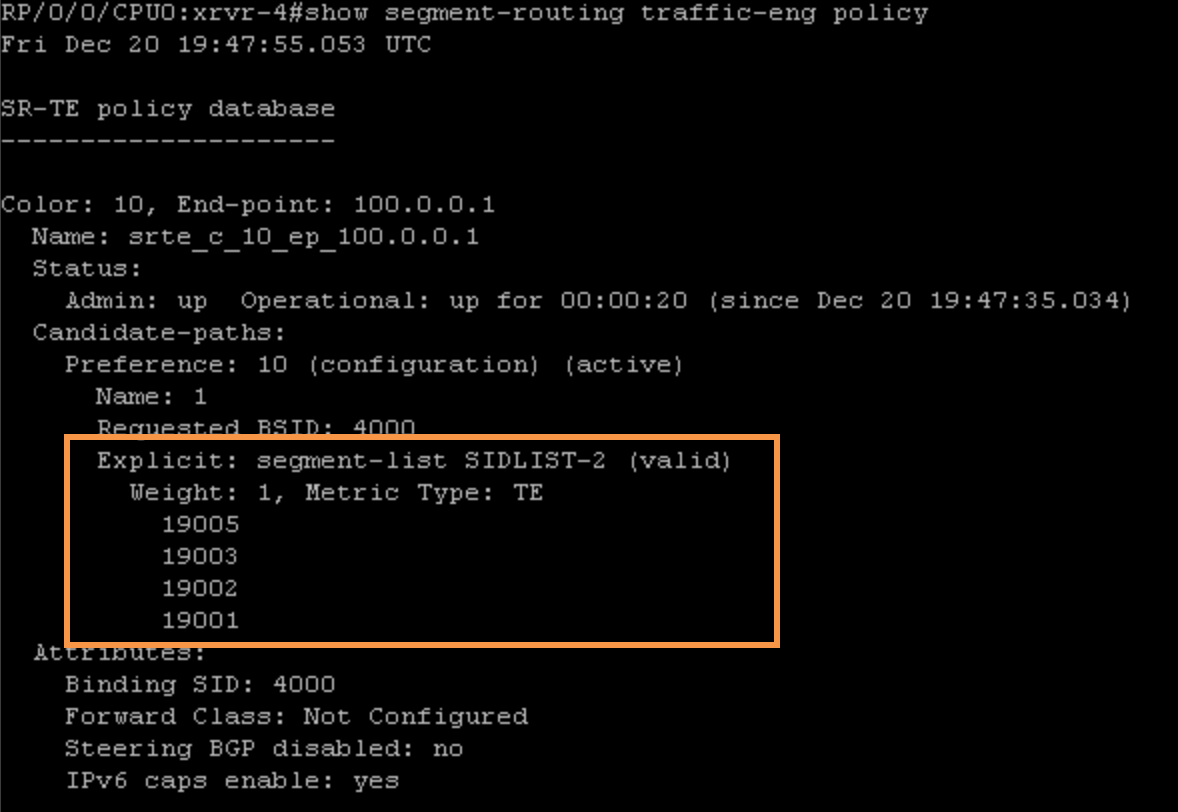 RP/0/0/CPU0:xrvr-4#show segment-routing traffic-eng policy
Fri Dec 20 19:47:55.053 UTC
SR-TE policy database
---------------------
Color: 10, End-point: 100.0.0.1
Name: srte_c_10_ep_100.0.0.1
Status:
Admin: up  Operational: up for 00:00:20 (since Dec 20 19:47:35.034)
Candidate-paths:
Preference: 10 (configuration) (active)
Name: 1
Requested BSID: 4000
Explicit: segment-list SIDLIST-2 (valid)
Weight: 1, Metric Type: TE
19005
19003
19002
19001
Attributes:
Binding SID: 4000
Forward Class: Not Configured
Steering BGP disabled: no
IPv6 caps enable: yes